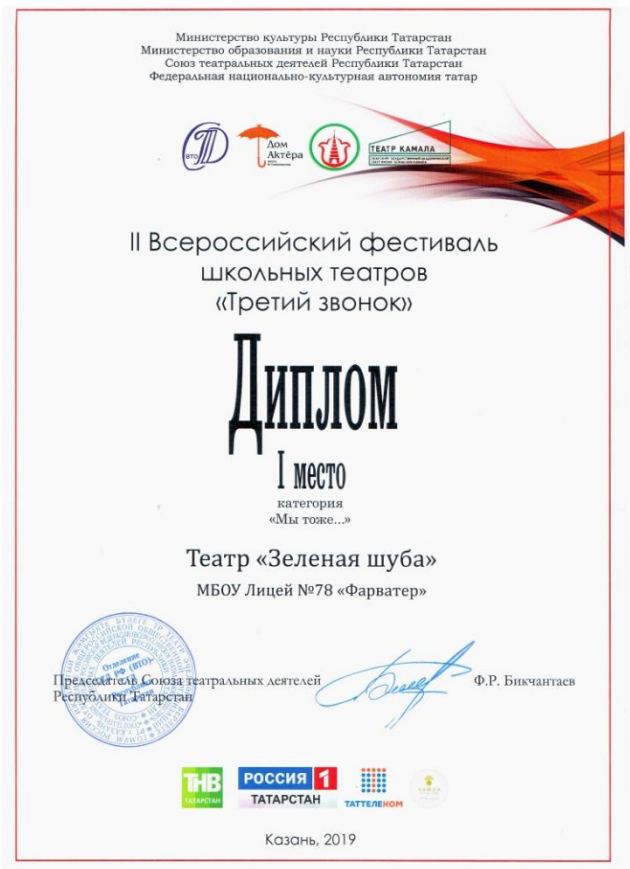 Министерство культуры Республики Татарстан
Министерство образования и науки Республики Татарстан
Союз театральных деятелей Республики Татарстан
Федеральная национально-культурная автономия татар
ВТО
Дом
Актёра
ТЕАТР КАМАЛА
II Всероссийский фестиваль
школьных театров
«Третий звонок»
Диплом
I место
категория
«Мы тоже...»
Театр «Зеленая шуба»
МБОУ Лицей №78 «Фарватер»
Председатель Союза театральных деятелей
Республики Татарстан
Ф.Р. Бикчантаев
ТНВ
ТАТАРСТАН
РОССИЯ 1
ТАТАРСТАН
ТАТТЕЛЕКОМ
Казань, 2019